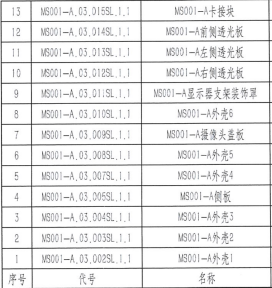 13 MS001-A.03.015SL.1.1 MS001-A卡接块
12 MS001-A.03.014SL.1.1 MS001-A前侧透光板
11 MS001-A.03.013SL.1.1 MS001-A左侧透光板
10 MS001-A.03.012SL.1.1 MS001-A右侧透光板
9 MS001-A.03.011SL.1.1 MS001-A显示器支架装饰罩
8 MS001-A.03.010SL.1.1 MS001-A外壳6
7 MS001-A.03.009SL.1.1 MS001-A摄像头盖板
6 MS001-A.03.008SL.1.1 MS001-A外壳5
5 MS001-A.03.007SL.1.1 MS001-A外壳4
4 MS001-A.03.005SL.1.1 MS001-A侧板
3 MS001-A.03.004SL.1.1 MS001-A外壳3
2 MS001-A.03.003SL.1.1 MS001-A外壳2
1 MS001-A.03.002SL.1.1 MS001-A外壳1
序号 代号 名称